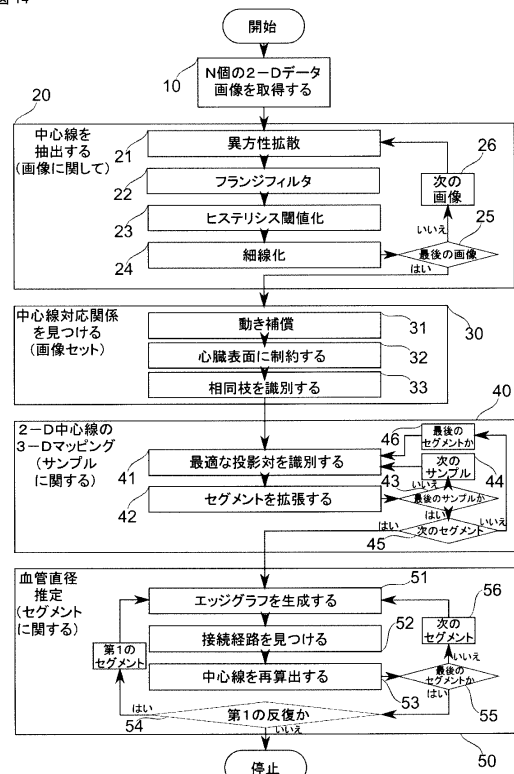 図 14
開始
10
N個の2-Dデータ
画像を取得する
20
中心線を
抽出する
(画像に関して)
21
異方性拡散
22
フランジフィルタ
23
ヒステリシス閾値化
24
細線化
26
次の
画像
いいえ
25
最後の画像
はい
中心線対応関係
を見つける
(画像セット)
30
動き補償
31
心臓表面に制約する
32
相同枝を識別する
33
40
2-D中心線の
3-Dマッピング
(サンプル
に関する)
46
最後の
セグメントか
41
最適な投影対を識別する
次の
サンプル
44
42
セグメントを拡張する
43
いいえ
最後のサンプルか
はい
はい
次のセグメント
いいえ
45
血管直径
推定
(セグメント
に関する)
51
エッジグラフを生成する
56
第1の
セグメント
接続経路を見つける
52
次の
セグメント
いいえ
中心線を再算出する
53
最後の
セグメントか
はい
55
はい
54
第1の反復か
いいえ
停止
50